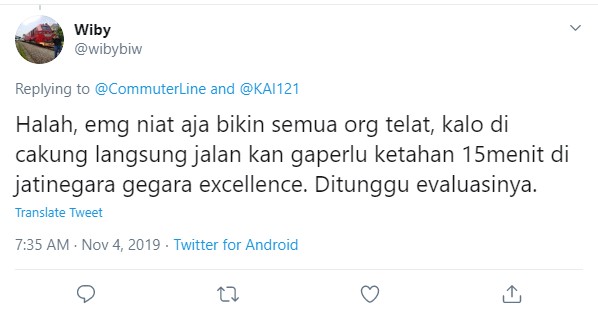 Wiby
@wibybiw
Replying to @CommuterLine and @KAI121
Halah, emg niat aja bikin semua org telat, kalo di
cakung langsung jalan kan gaperlu ketahan 15menit di
jatinegara gegara excellence. Ditunggu evaluasinya.
Translate Tweet
7:35 AM · Nov 4, 2019 · Twitter for Android